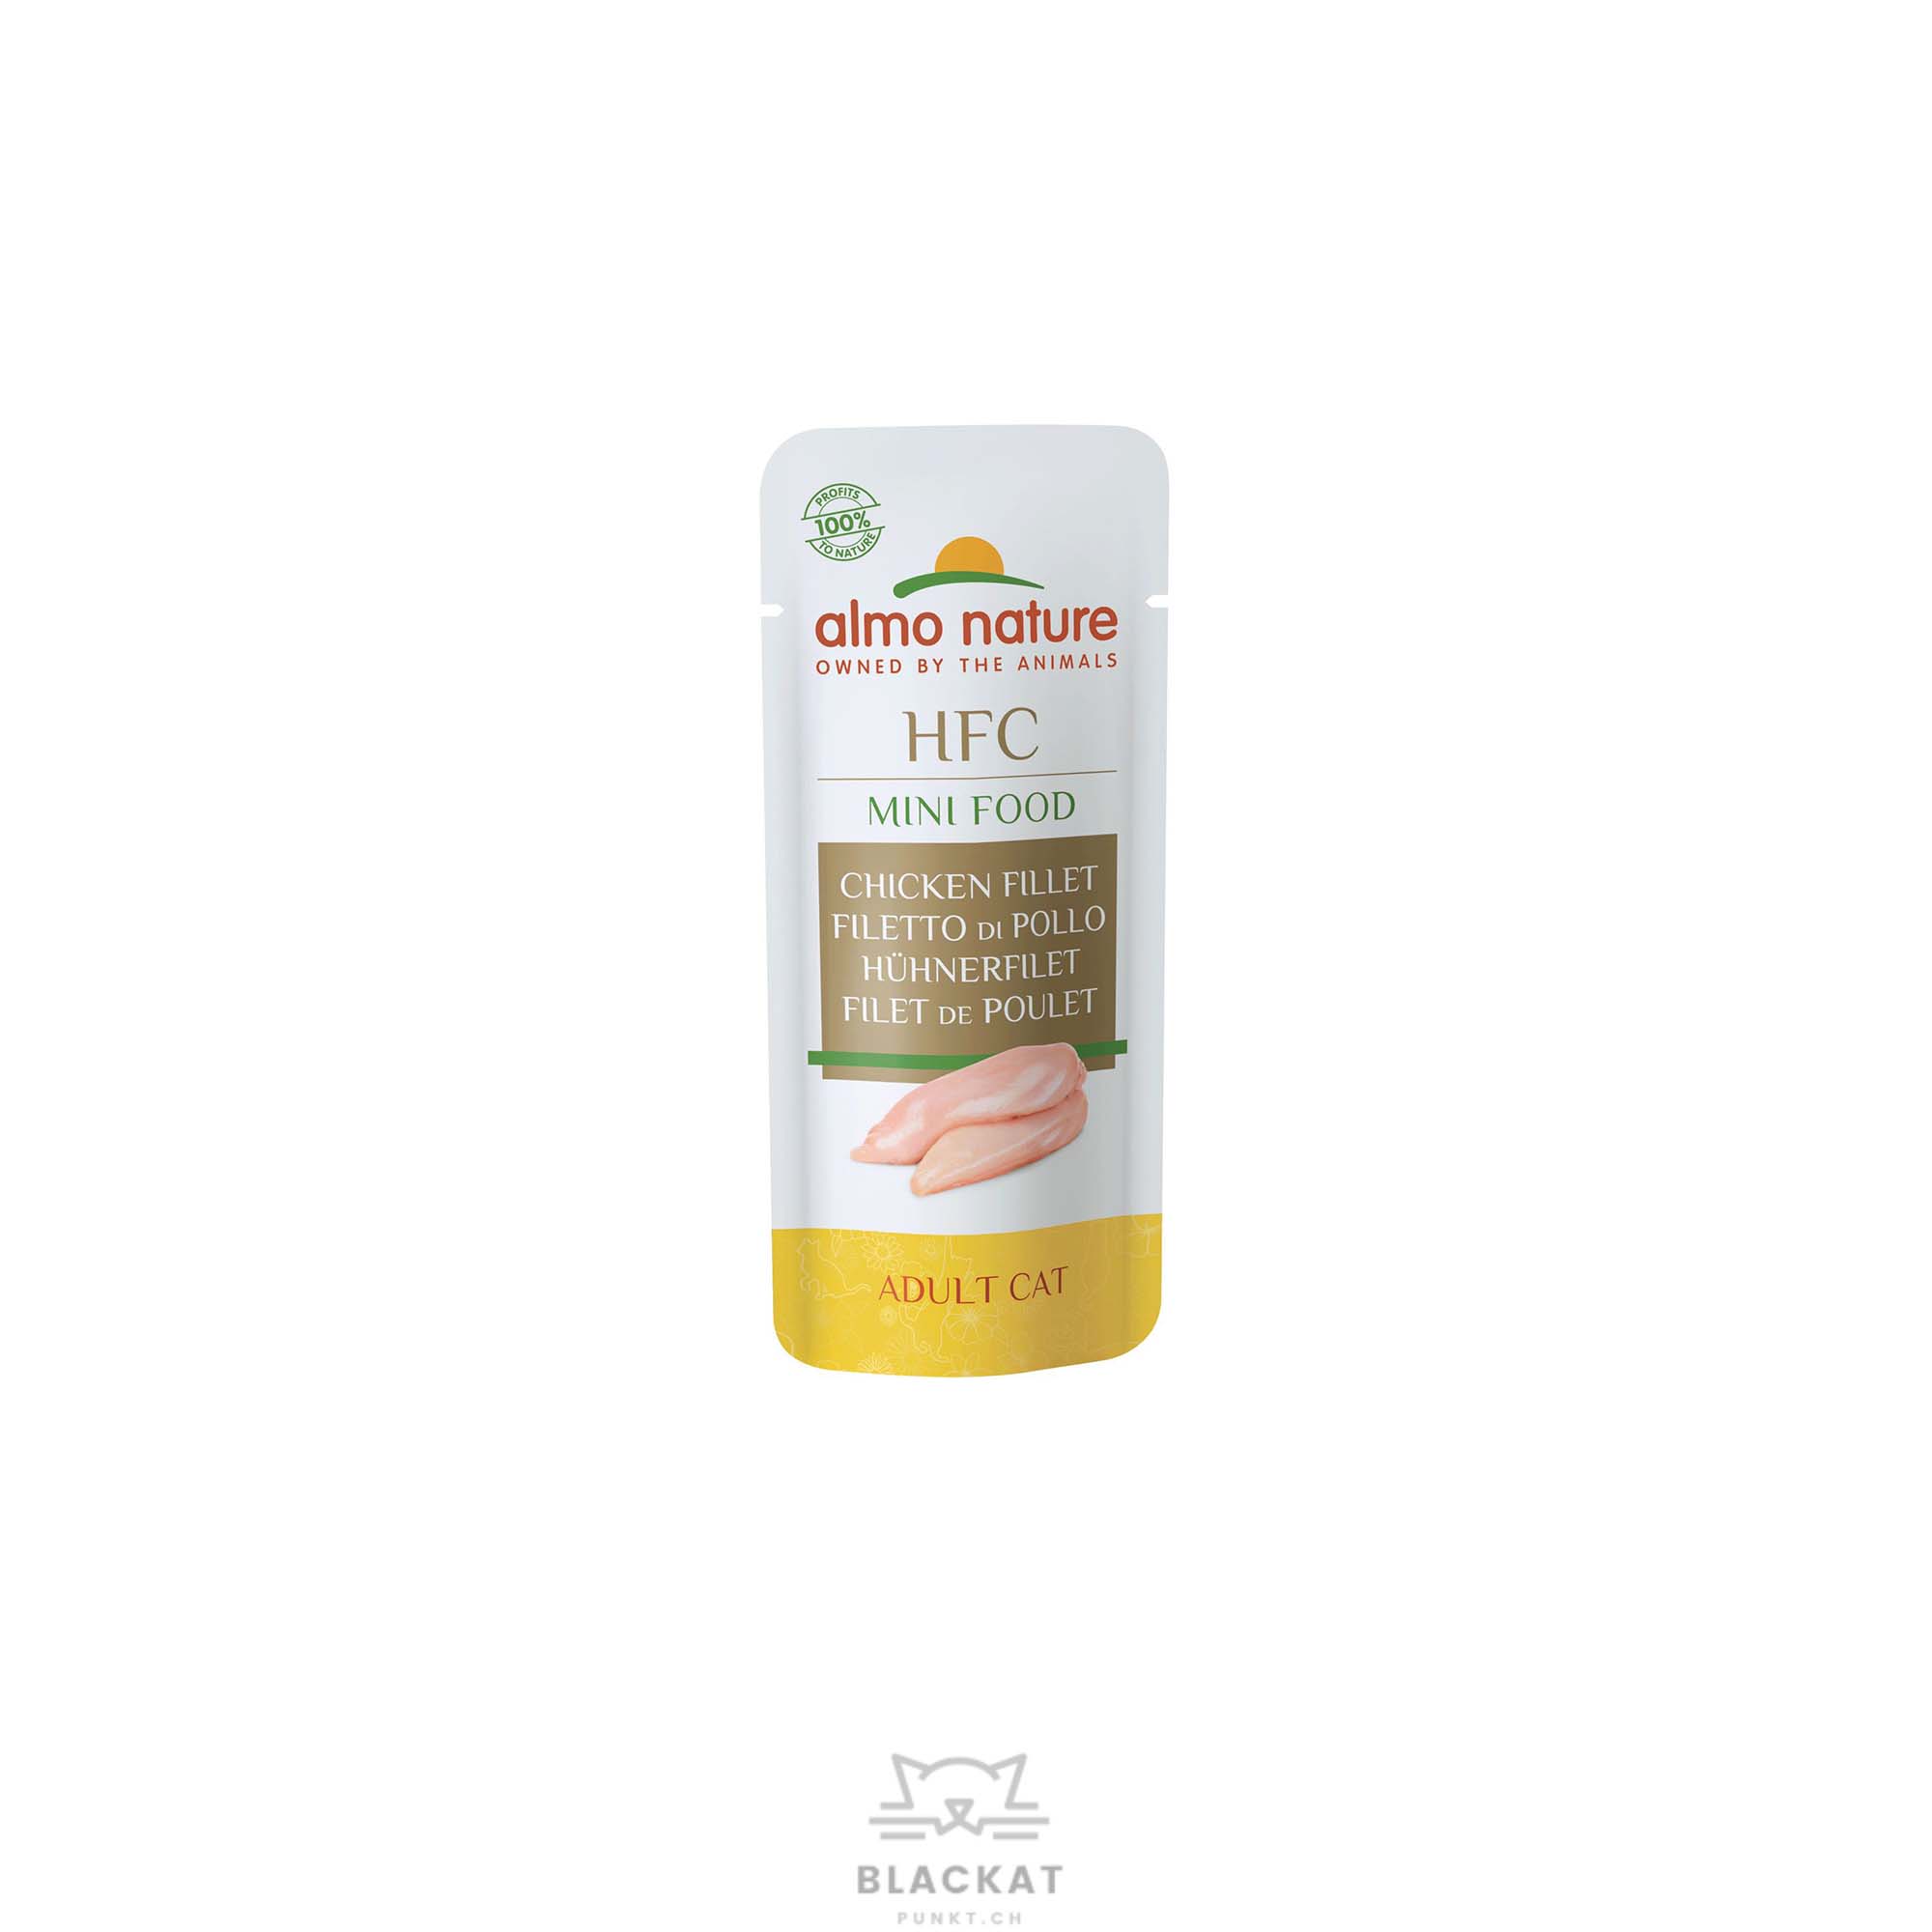 PROFITS
100%
TO NATURE
almo nature
OWNED BY THE ANIMALS
HFC
MINI FOOD
CHICKEN FILLET
FILETTO DI POLLO
HÜHNERFILET
FILET DE POULET
ADULT CAT
BLACKAT
PUNKT.CH